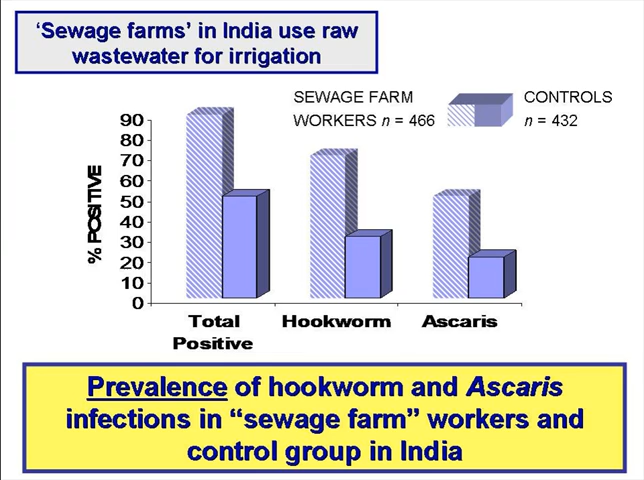 ‘Sewage farms’ in India use raw
wastewater for irrigation
SEWAGE FARM
WORKERS n = 466
CONTROLS
n = 432
% POSITIVE
90
80
70
60
50
40
30
20
10
0
Total
Positive
Hookworm
Ascaris
Prevalence of hookworm and Ascaris
infections in “sewage farm” workers and
control group in India